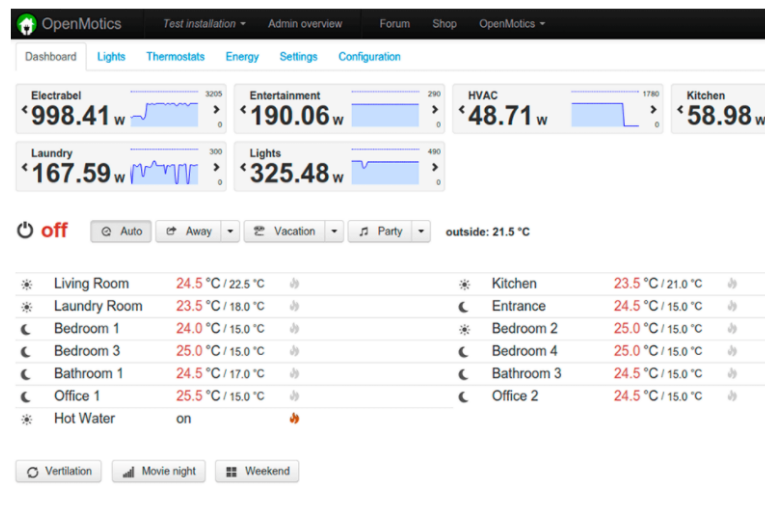 OpenMotics Test installation Admin overview Forum Shop OpenMotics
Dashboard Lights Thermostats Energy Settings Configuration
Electrabel 3205
998.41 w 0
Entertainment 290
190.06 w 0
HVAC 1780
48.71 w 0
Kitchen
58.98 w
Laundry 300
167.59 w 0
Lights 490
325.48 w 0
off Auto Away Vacation Party outside: 21.5 °C
Living Room 24.5 °C / 22.5 °C Kitchen 23.5 °C / 21.0 °C
Laundry Room 23.5 °C / 18.0 °C Entrance 24.5 °C / 15.0 °C
Bedroom 1 24.0 °C / 15.0 °C Bedroom 2 25.0 °C / 15.0 °C
Bedroom 3 25.0 °C / 15.0 °C Bedroom 4 25.0 °C / 15.0 °C
Bathroom 1 24.5 °C / 17.0 °C Bathroom 3 24.5 °C / 15.0 °C
Office 1 25.5 °C / 15.0 °C Office 2 24.5 °C / 15.0 °C
Hot Water on
Vertilation Movie night Weekend